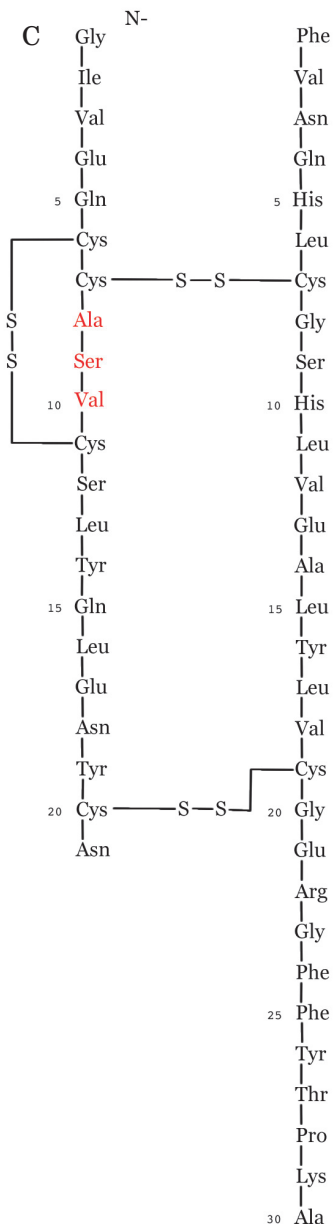 C N-
Gly Phe
Ile Val
Val Asn
Glu Gln
5 Gln 5 His
Cys Leu
Cys S S Cys
S Ala Gly
S Ser Ser
10 Val 10 His
Cys Leu
Ser Val
Leu Glu
Tyr Ala
15 Gln 15 Leu
Leu Tyr
Glu Leu
Asn Val
Tyr Cys
20 Cys S S 20 Gly
Asn Glu
Arg
Gly
Phe
25 Phe
Tyr
Thr
Pro
Lys
30 Ala